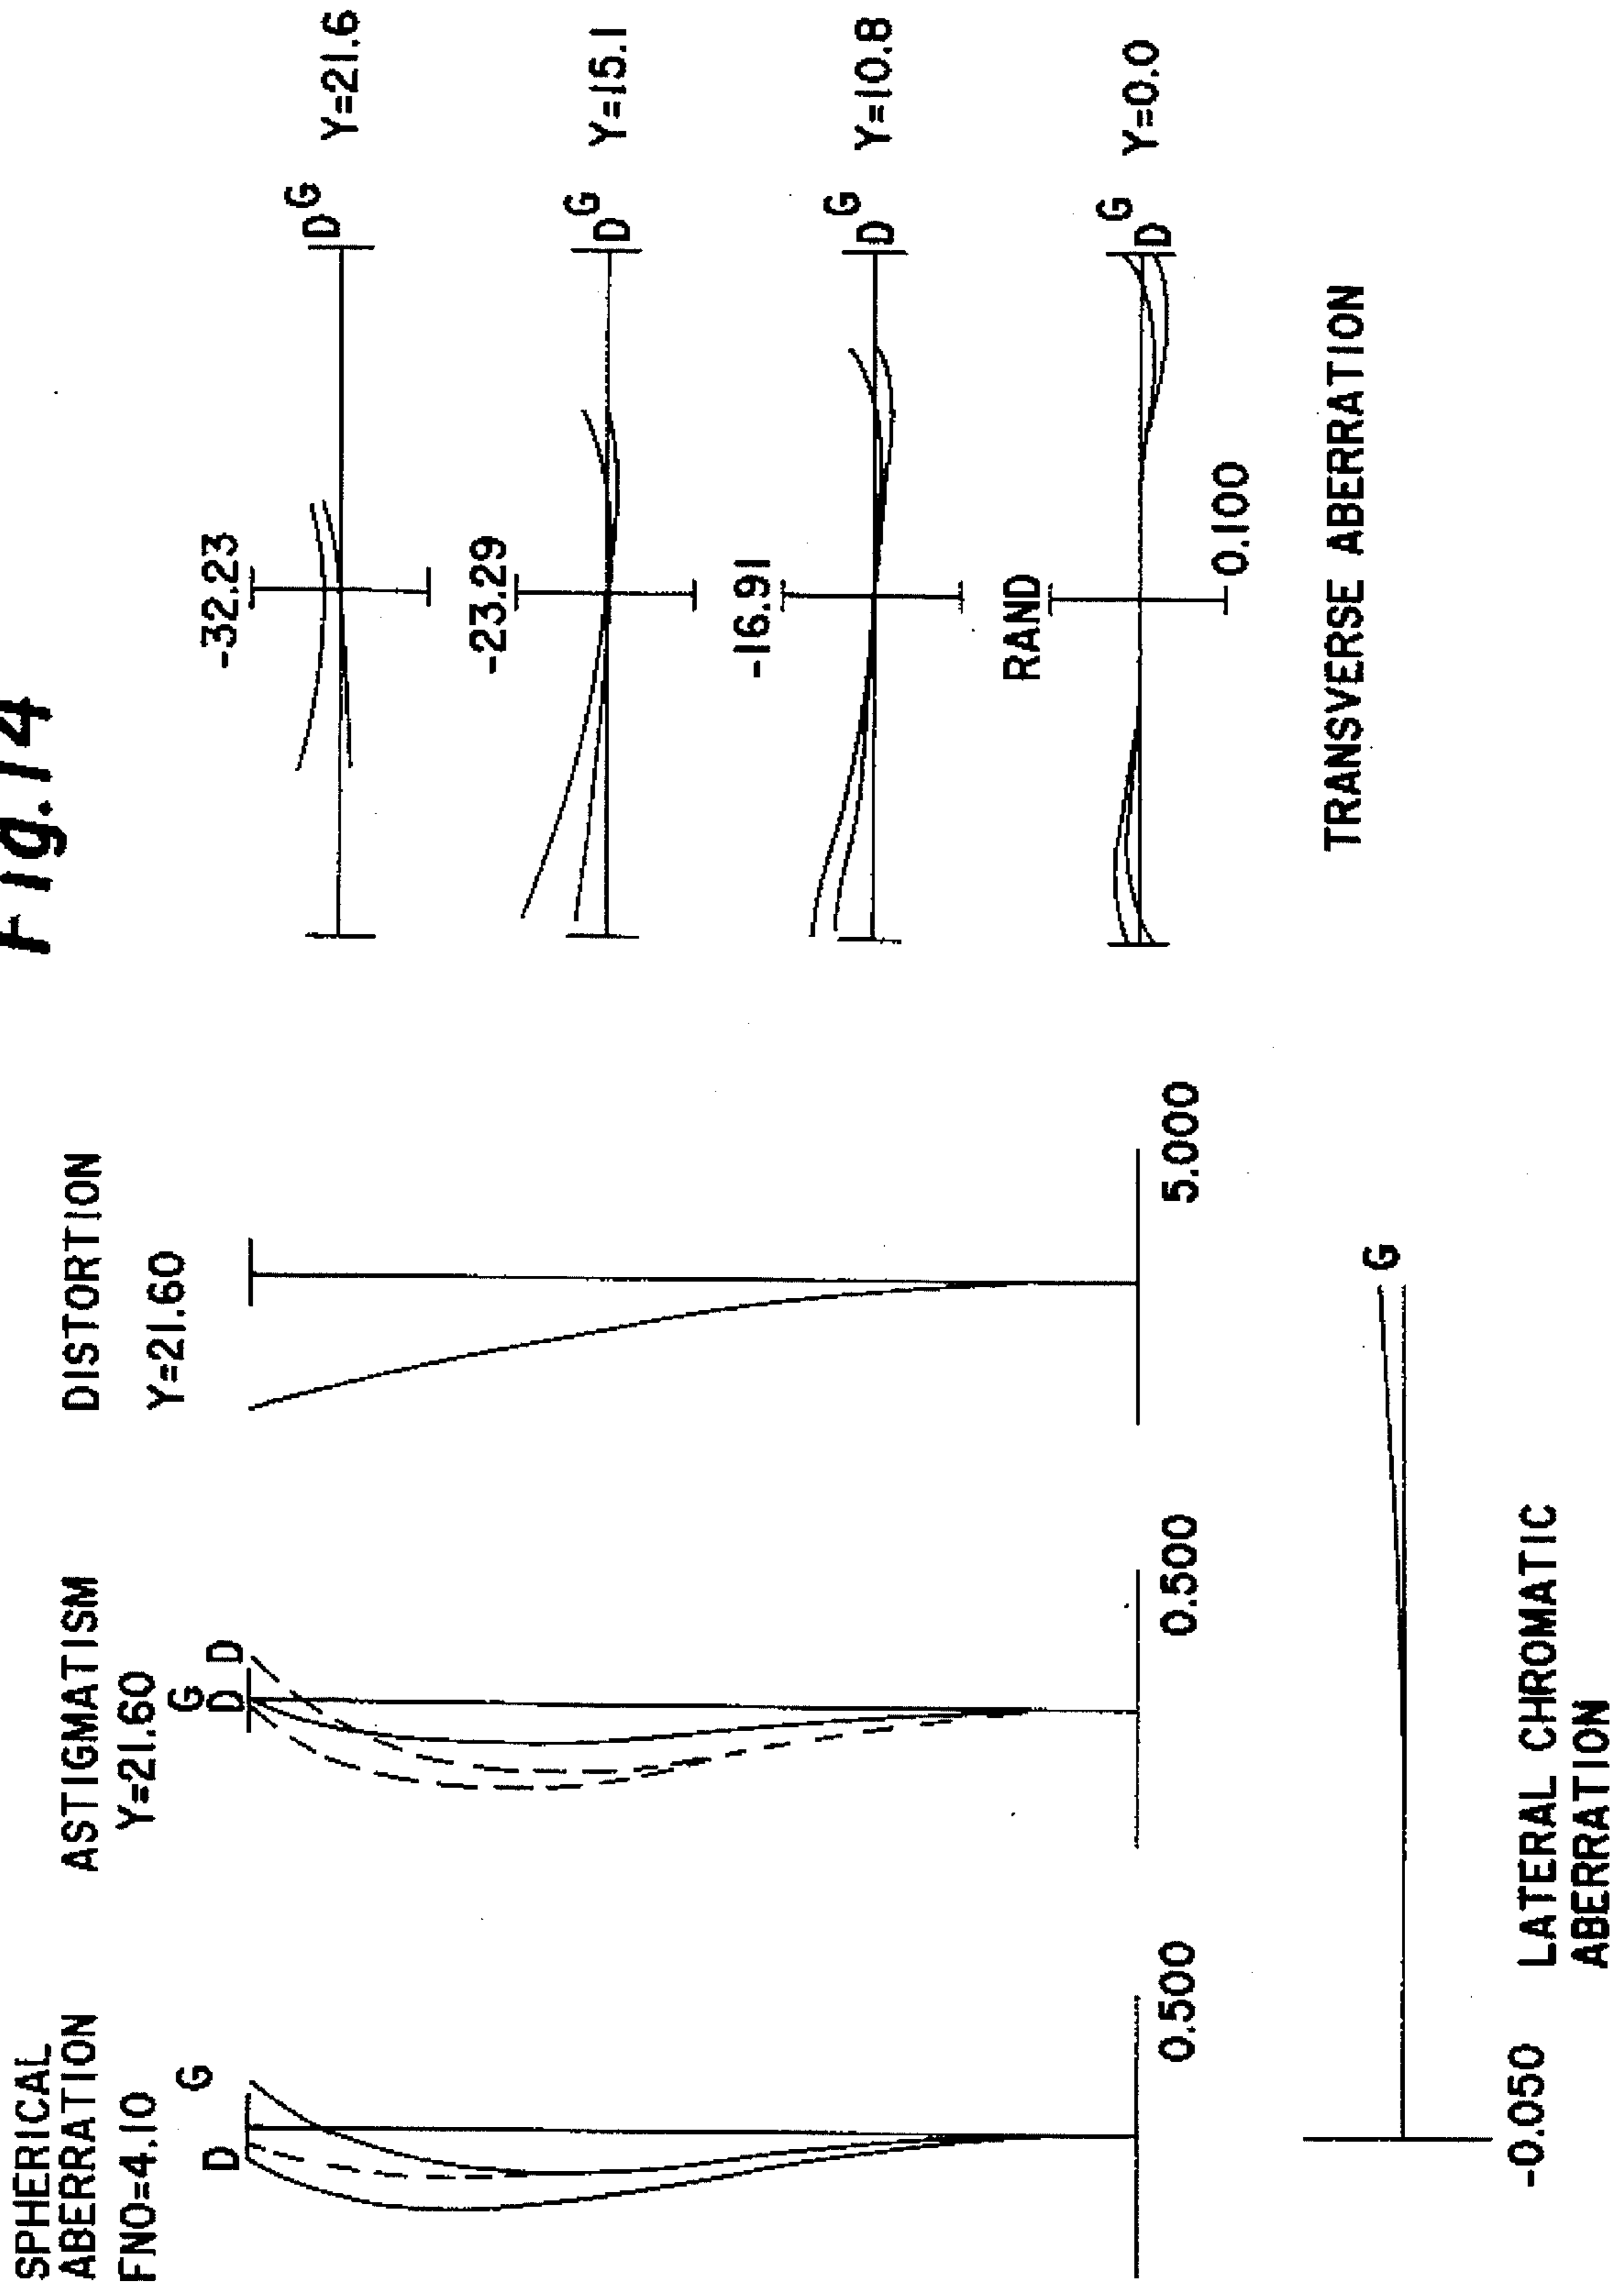 Fig.14
SPHERICAL
ABERRATION
FNO=4.10
D
G
0.500
ASTIGMATISM
Y=21.60
G
D
D
0.500
DISTORTION
Y=21.60
5.000
-0.050
LATERAL CHROMATIC
ABERRATION
G
-32.23
D
G
Y=21.6
-23.29
D
G
Y=15.1
-16.91
D
G
Y=10.8
RAND
D
G
Y=0.0
0.100
TRANSVERSE ABERRATION